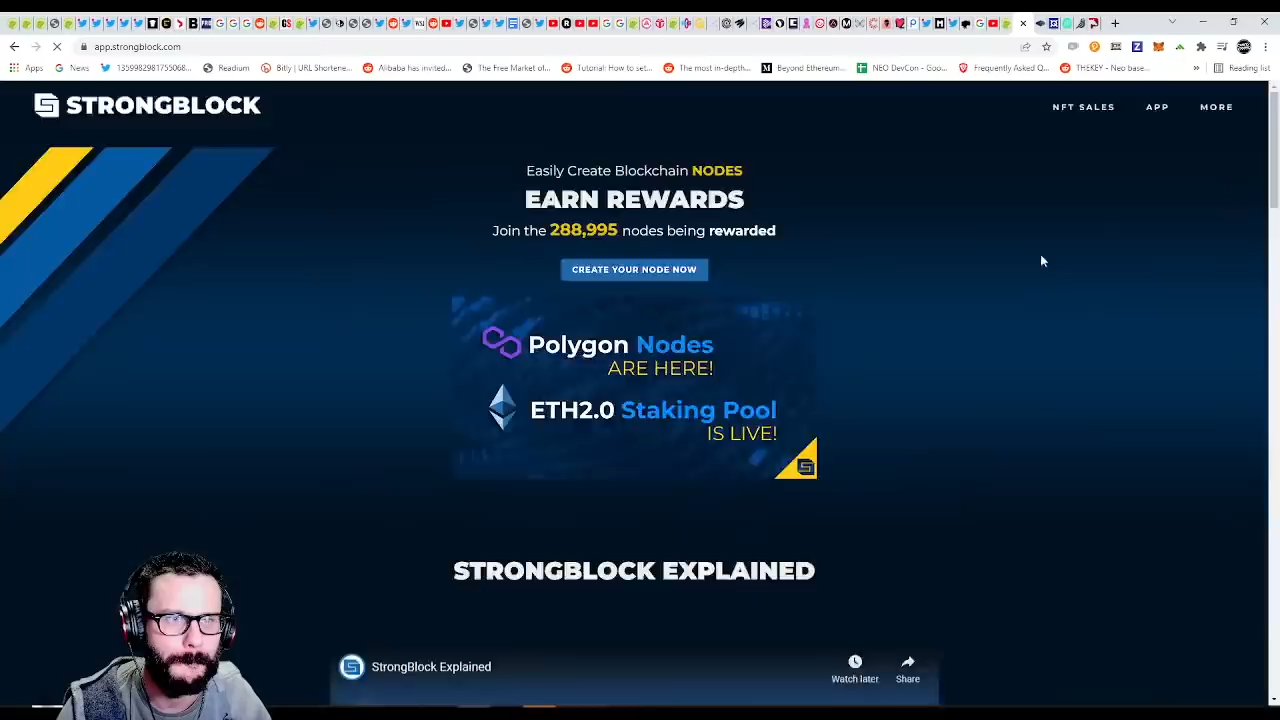 app.strongblock.com
Apps
News
1359982981755068...
Readium
Bitly | URL Shortene...
Alibaba has invited...
The Free Market of...
Tutorial: How to set...
The most in-depth...
Beyond Ethereum...
NEO DevCon - Goo...
Frequently Asked Q...
THEKEY - Neo base...
»
Reading list
STRONGBLOCK
NFT SALES
APP
MORE
Easily Create Blockchain NODES
EARN REWARDS
Join the 288,995 nodes being rewarded
CREATE YOUR NODE NOW
Polygon Nodes
ARE HERE!
ETH2.0 Staking Pool
IS LIVE!
STRONGBLOCK EXPLAINED
StrongBlock Explained
Watch later
Share